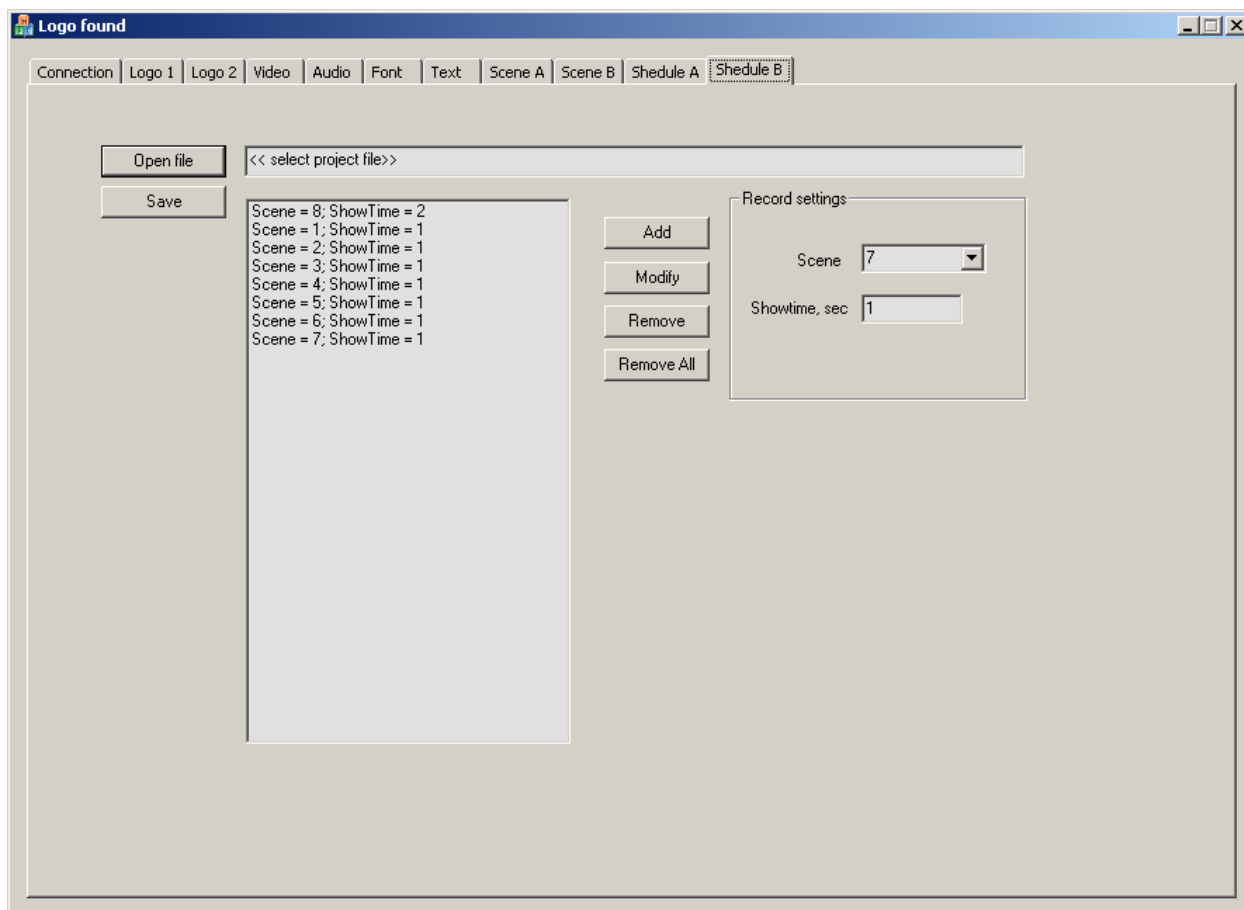 Logo found
Connection Logo 1 Logo 2 Video Audio Font Text Scene A Scene B Shedule A Shedule B
Open file
<< select project file>>
Save
Scene = 8; ShowTime = 2
Scene = 1; ShowTime = 1
Scene = 2; ShowTime = 1
Scene = 3; ShowTime = 1
Scene = 4; ShowTime = 1
Scene = 5; ShowTime = 1
Scene = 6; ShowTime = 1
Scene = 7; ShowTime = 1
Add
Modify
Remove
Remove All
Record settings
Scene 7
Showtime, sec 1